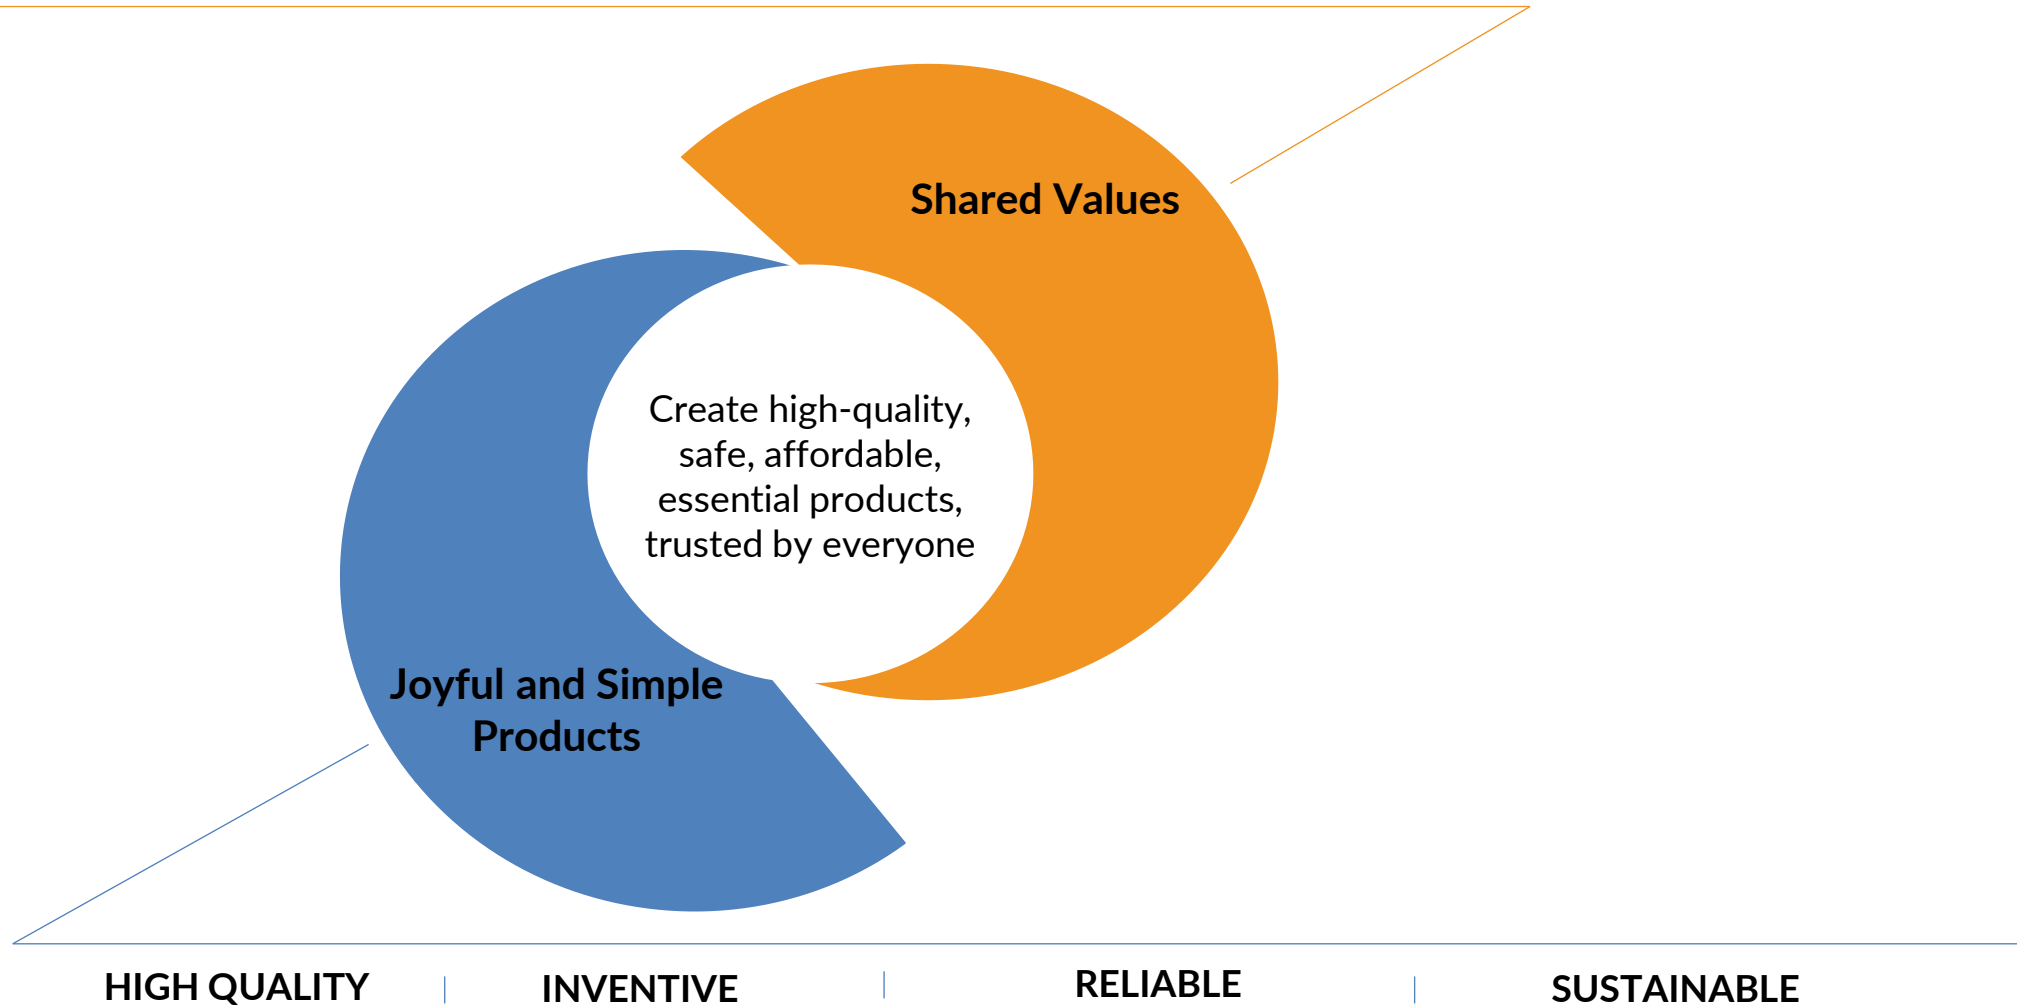 Shared Values
Create high-quality,
safe, affordable,
essential products,
trusted by everyone
Joyful and Simple
Products
HIGH QUALITY
INVENTIVE
RELIABLE
SUSTAINABLE